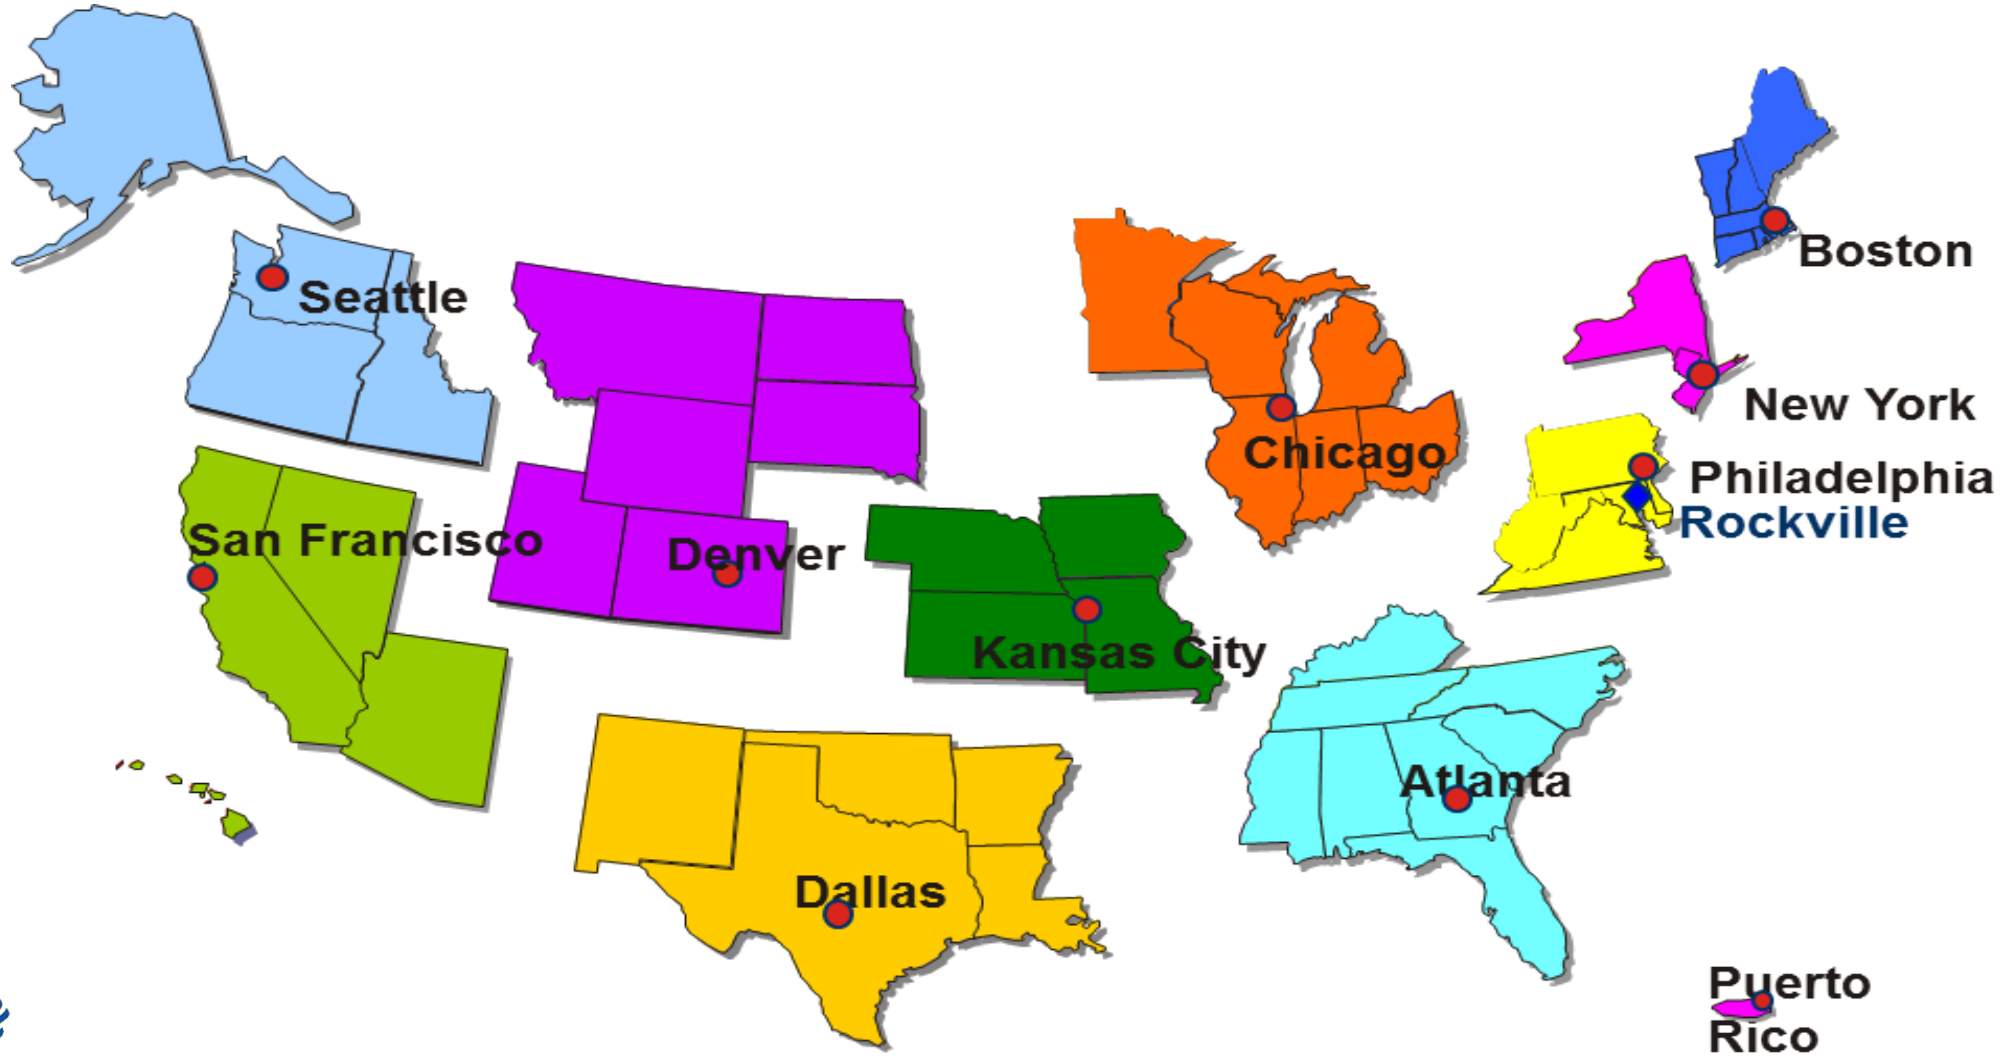 Boston
Seattle
New York
Chicago
Philadelphia
Rockville
San Francisco
Denver
Kansas City
Atlanta
Dallas
Puerto
Rico